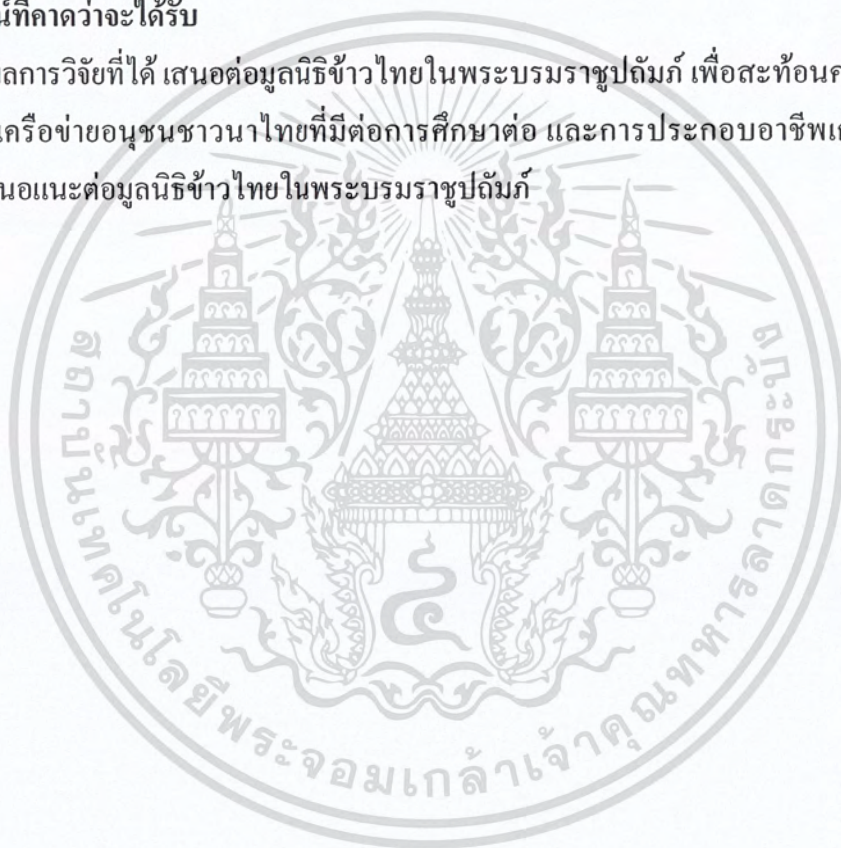 น์ที่คาดว่าจะได้รับ
ลการวิจัยที่ได้ เสนอต่อมูลนิธิข้าวไทยในพระบรมราชูปถัมภ์ เพื่อสะท้อนค
เครือข่ายอนุชนชาวนาไทยที่มีต่อการศึกษาต่อ และการประกอบอาชีพเก
นอแนะต่อมูลนิธิข้าวไทยในพระบรมราชูปถัมภ์
สถาบันเทคโนโลยีพระจอมเกล้าเจ้าคุณทหารลาดกระบัง